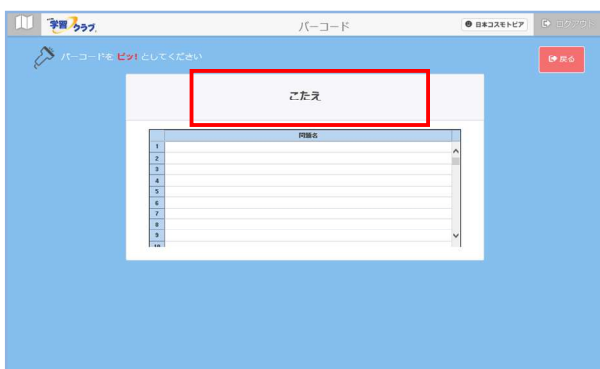 学習クラブ
バーコード
日本コスモトピア
ログアウト
バーコードを ピッ!としてください
戻る
こたえ
問題名
1
2
3
4
5
6
7
8
9
10